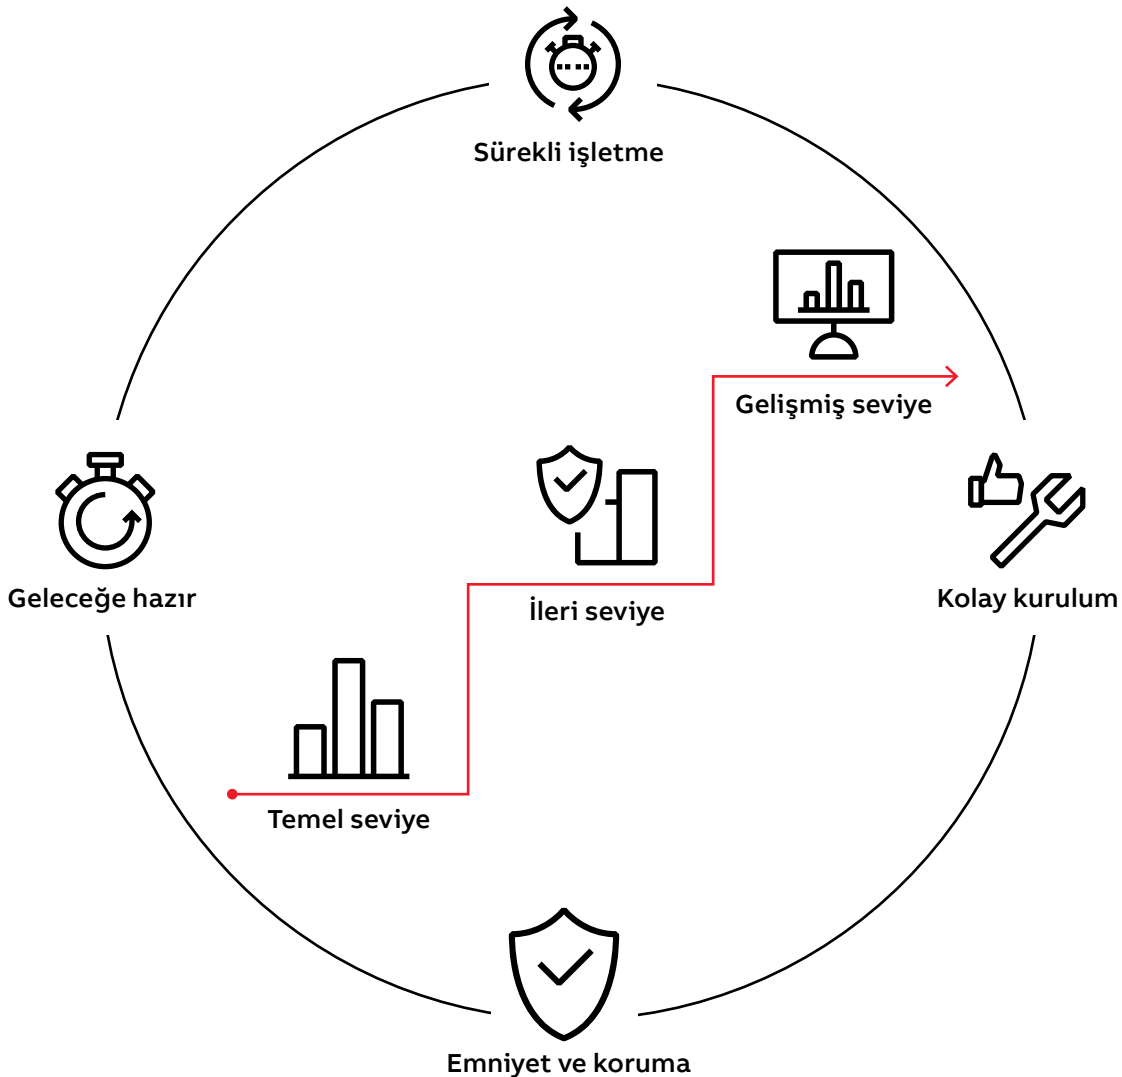 Sürekli işletme
Gelişmiş seviye
Geleceğe hazır
İleri seviye
Kolay kurulum
Temel seviye
Emniyet ve koruma